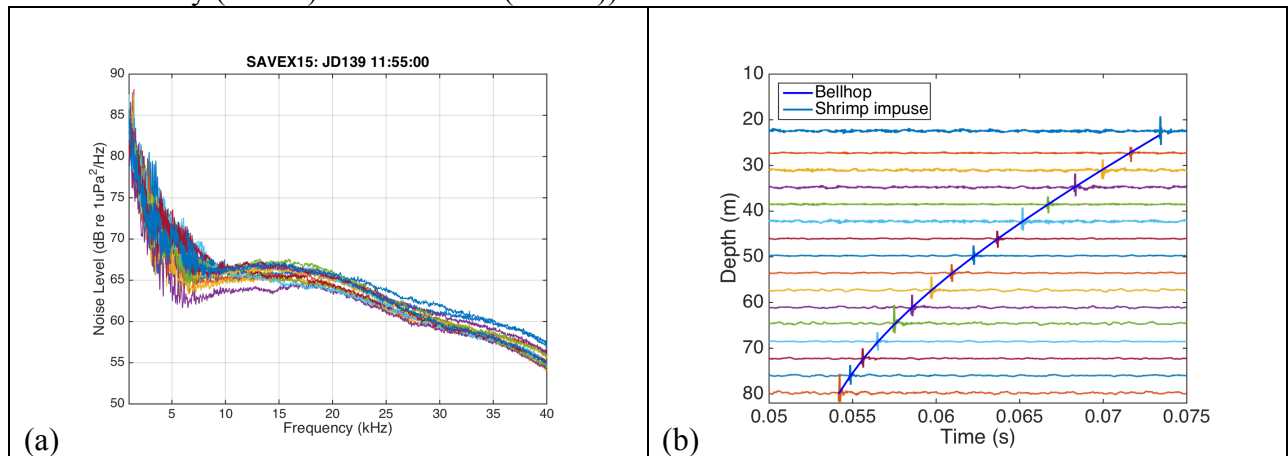 SAVEX15: JD139 11:55:00
Noise Level (dB re 1uPa²/Hz)
90
85
80
75
70
65
60
55
50
5 10 15 20 25 30 35 40
Frequency (kHz)
(a)
Bellhop
Shrimp impuse
Depth (m)
10
20
30
40
50
60
70
80
0.05 0.055 0.06 0.065 0.07 0.075
Time (s)
(b)